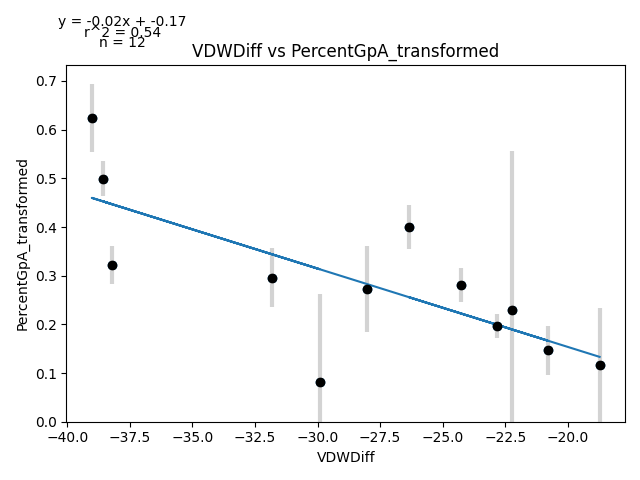 y = -0.02x + -0.17
r^2 = 0.54
n = 12
VDWDiff vs PercentGpA_transformed
0.7
0.6
0.5
0.4
0.3
0.2
0.1
0.0
PercentGpA_transformed
−40.0 −37.5 −35.0 −32.5 −30.0 −27.5 −25.0 −22.5 −20.0
VDWDiff